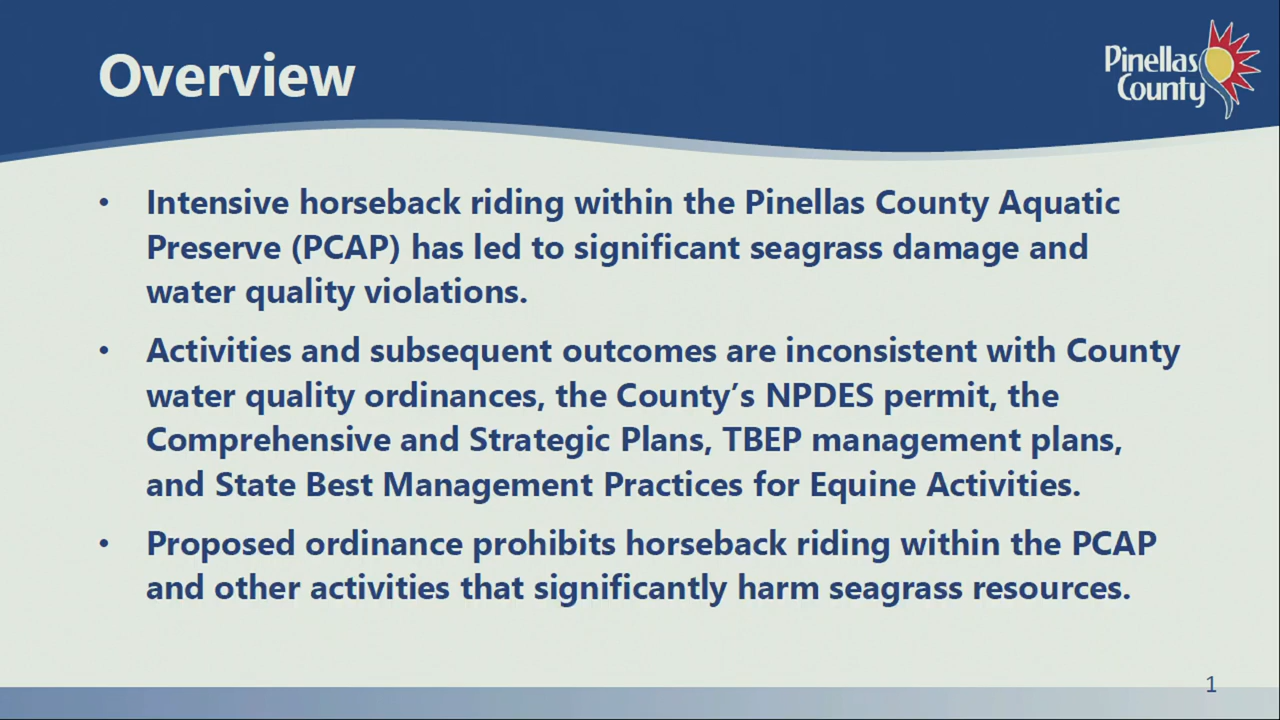 Overview
Pinellas
County
• Intensive horseback riding within the Pinellas County Aquatic
Preserve (PCAP) has led to significant seagrass damage and
water quality violations.
• Activities and subsequent outcomes are inconsistent with County
water quality ordinances, the County’s NPDES permit, the
Comprehensive and Strategic Plans, TBEP management plans,
and State Best Management Practices for Equine Activities.
• Proposed ordinance prohibits horseback riding within the PCAP
and other activities that significantly harm seagrass resources.
1